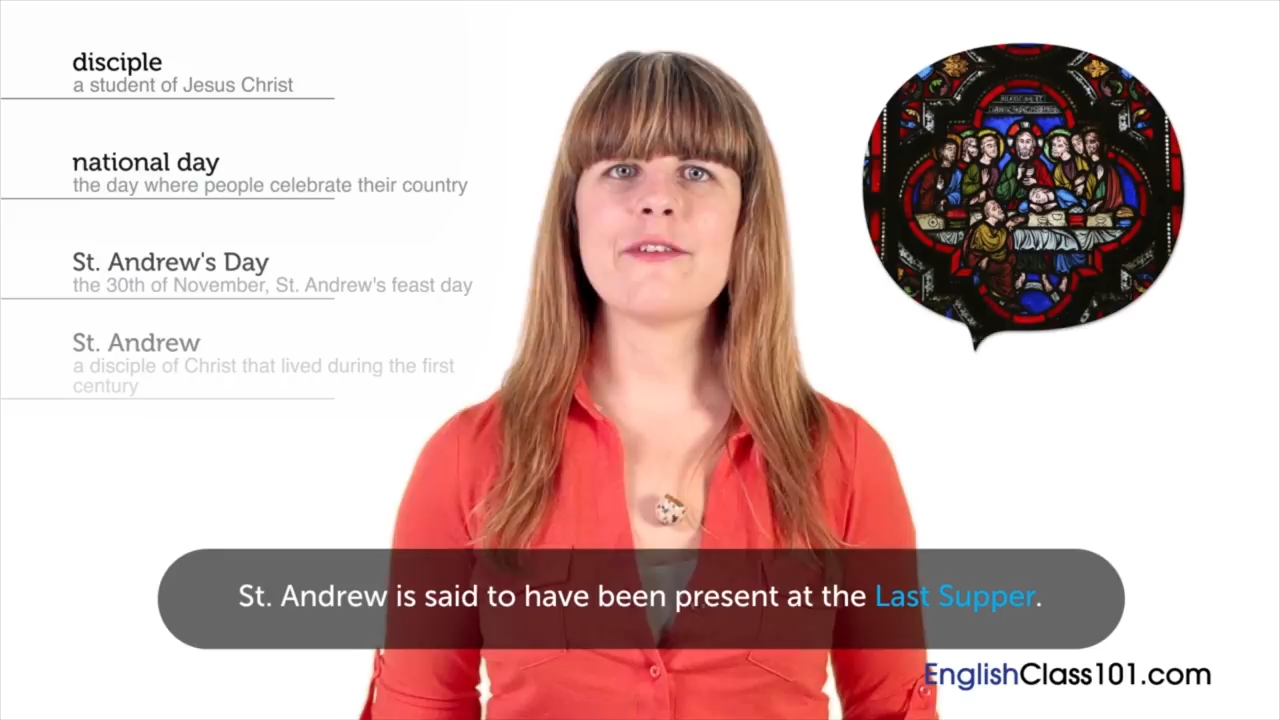 disciple
a student of Jesus Christ
national day
the day where people celebrate their country
St. Andrew's Day
the 30th of November, St. Andrew's feast day
St. Andrew
a disciple of Christ that lived during the first
century
St. Andrew is said to have been present at the Last Supper.
EnglishClass101.com